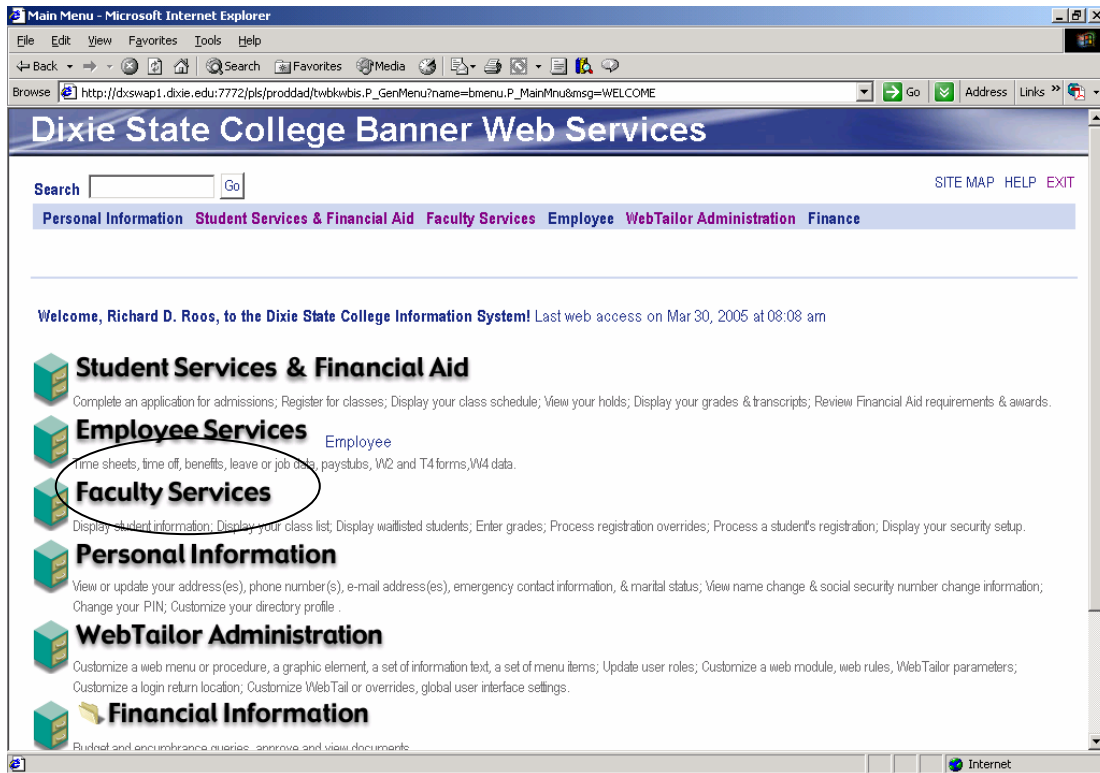 Main Menu - Microsoft Internet Explorer
File Edit View Favorites Tools Help
Back Search Favorites Media
Browse http://dxswap1.dixie.edu:7772/pls/proddad/twbkwbis.P_GenMenu?name=bmenu.P_MainMnu&msg=WELCOME Go Address Links »
Dixie State College Banner Web Services
Search Go SITE MAP HELP EXIT
Personal Information Student Services & Financial Aid Faculty Services Employee WebTailor Administration Finance
Welcome, Richard D. Roos, to the Dixie State College Information System! Last web access on Mar 30, 2005 at 08:08 am
Student Services & Financial Aid
Complete an application for admissions; Register for classes; Display your class schedule; View your holds; Display your grades & transcripts; Review Financial Aid requirements & awards.
Employee Services Employee
Time sheets, time off, benefits, leave or job data, paystubs, W2 and T4 forms,W4 data.
Faculty Services
Display student information; Display your class list; Display waitlisted students; Enter grades; Process registration overrides; Process a student's registration; Display your security setup.
Personal Information
View or update your address(es), phone number(s), e-mail address(es), emergency contact information, & marital status; View name change & social security number change information;
Change your PIN; Customize your directory profile .
WebTailor Administration
Customize a web menu or procedure, a graphic element, a set of information text, a set of menu items; Update user roles; Customize a web module, web rules, WebTailor parameters;
Customize a login return location; Customize WebTail or overrides, global user interface settings.
Financial Information
Budget and encumbrance queries, approve and view documents
Internet